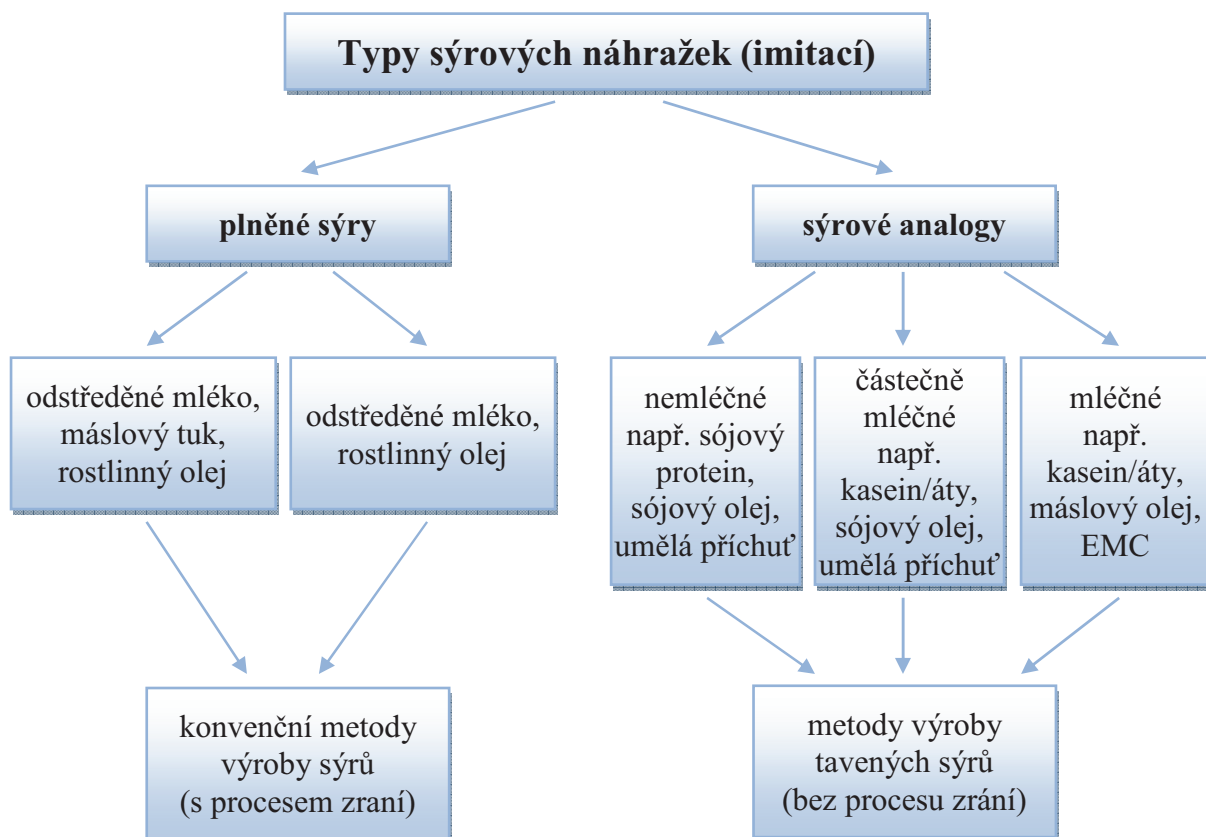 Typy sýrových náhražek (imitací)
plněné sýry
sýrové analogy
odstředěné mléko,
máslový tuk,
rostlinný olej
odstředěné mléko,
rostlinný olej
nemléčné
např. sójový
protein,
sójový olej,
umělá příchuť
částečně
mléčné
např.
kasein/áty,
sójový olej,
umělá příchuť
mléčné
např.
kasein/áty,
máslový olej,
EMC
konvenční metody
výroby sýrů
(s procesem zraní)
metody výroby
tavených sýrů
(bez procesu zrání)